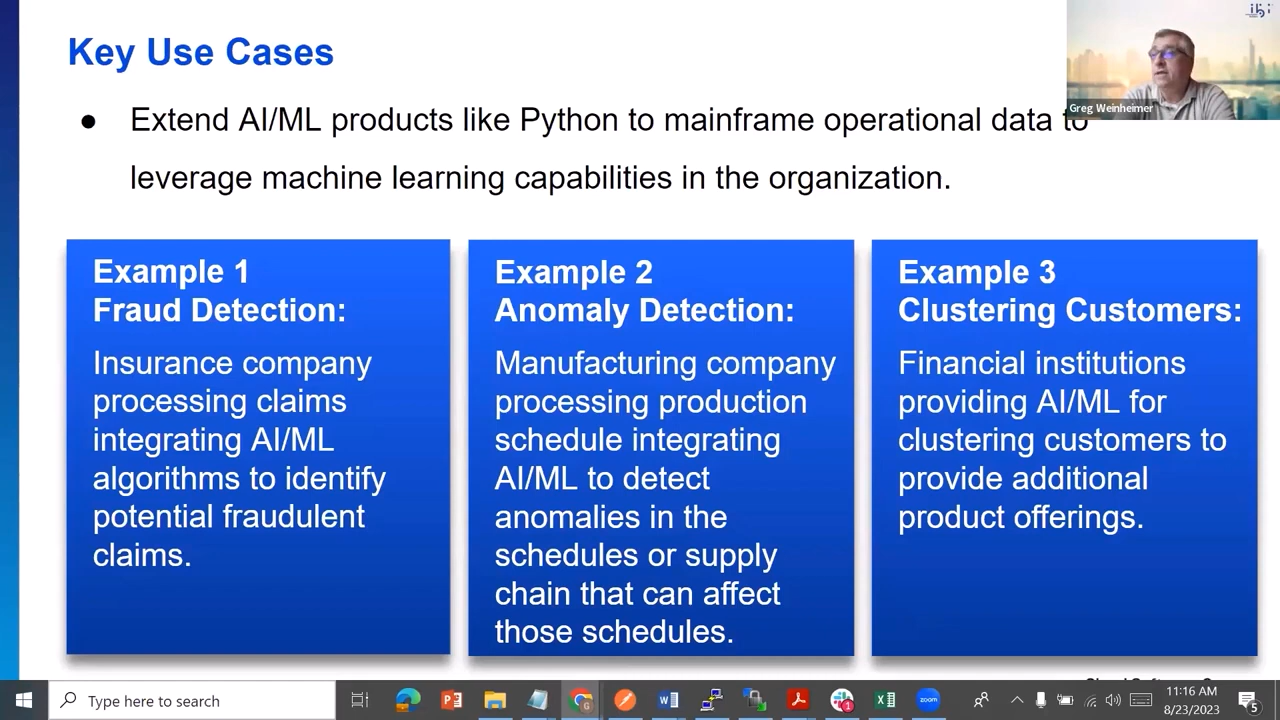 Key Use Cases
● Extend AI/ML products like Python to mainframe operational data to
leverage machine learning capabilities in the organization.
ibi
Greg Weinheimer
Example 1
Fraud Detection:
Insurance company
processing claims
integrating AI/ML
algorithms to identify
potential fraudulent
claims.
Example 2
Anomaly Detection:
Manufacturing company
processing production
schedule integrating
AI/ML to detect
anomalies in the
schedules or supply
chain that can affect
those schedules.
Example 3
Clustering Customers:
Financial institutions
providing AI/ML for
clustering customers to
provide additional
product offerings.
Type here to search
zoom
11:16 AM
8/23/2023
5